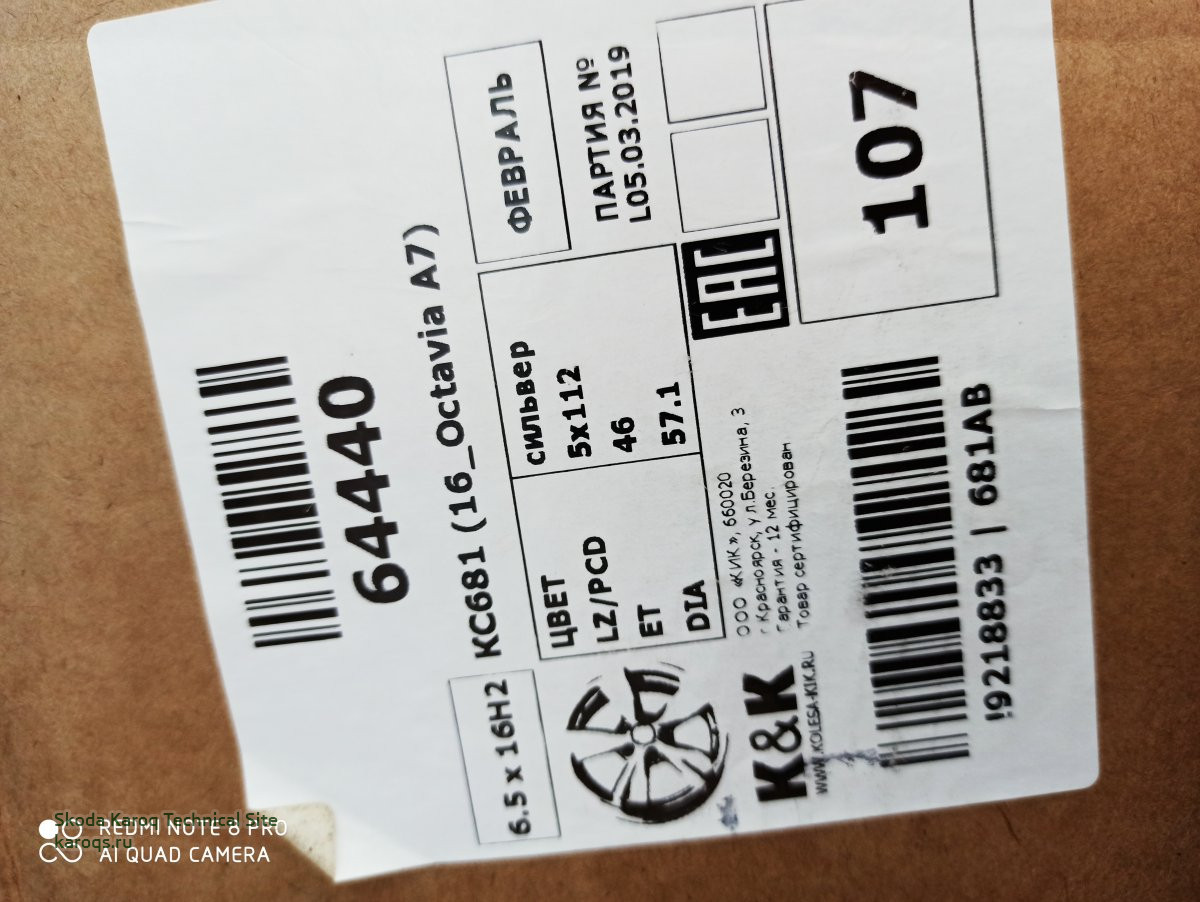 64440
КС681 (16_Octavia A7)
6.5 x 16H2
ЦВЕТ сильвер
LZ/PCD 5x112
ET 46
DIA 57.1
ФЕВРАЛЬ
ПАРТИЯ №
L05.03.2019
K&K
WWW.KOLESA-KIK.RU
ООО «КИК», 660020
г.Красноярск, ул.Березина, 3
Гарантия - 12 мес.
Товар сертифицирован
EAC
107
!9218833 | 681AB
Skoda Karoq Technical Site
karoqs.ru
REDMI NOTE 8 PRO
AI QUAD CAMERA